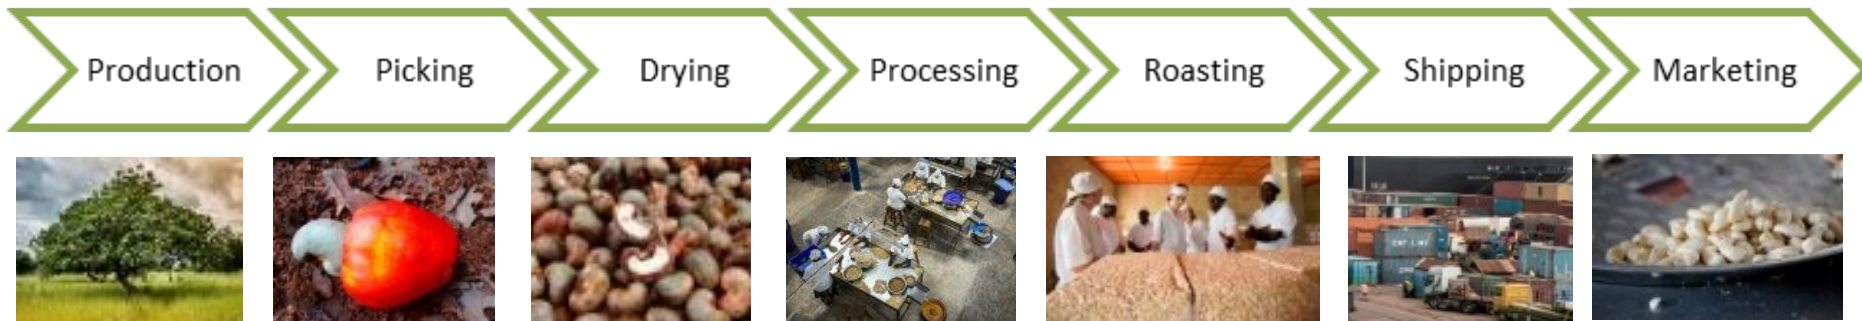 Production
Picking
Drying
Processing
Roasting
Shipping
Marketing